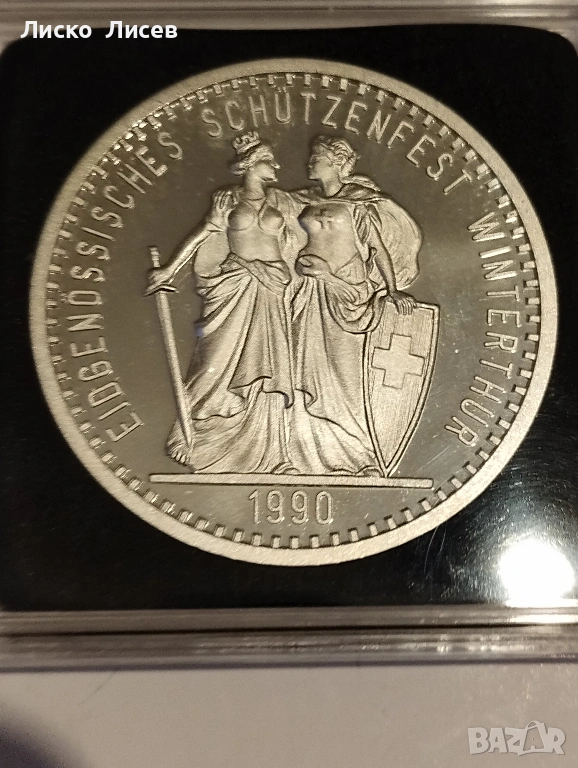 Лиско Лисев
EIDGENÖSSISCHES SCHÜTZENFEST WINTERTHUR
1990
BAZAR